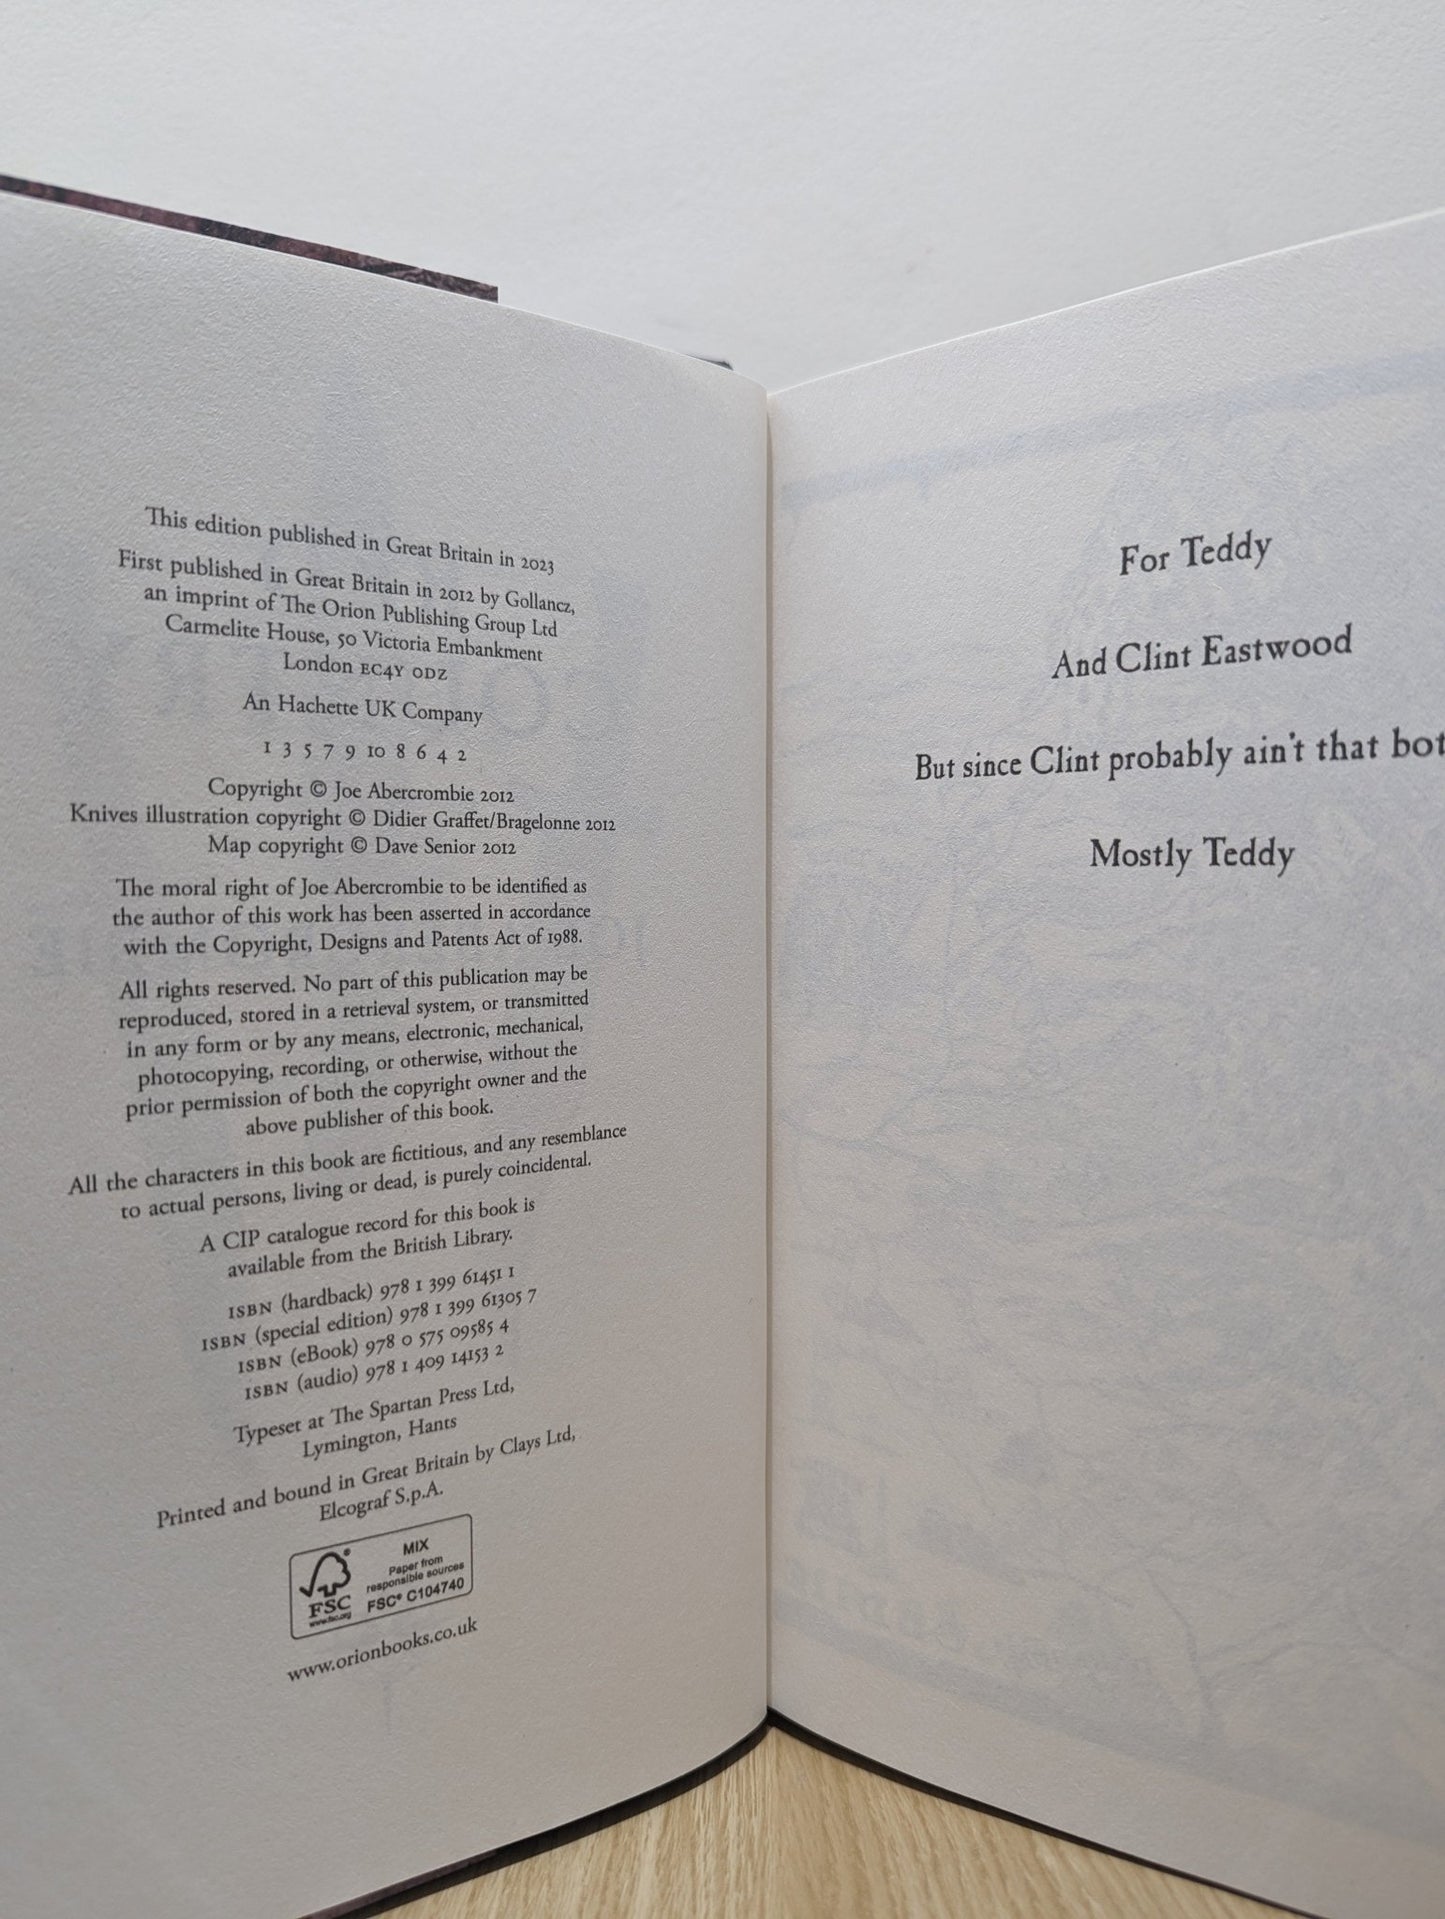 This edition published in Great Britain in 2023
First published in Great Britain in 2012 by Gollancz,
an imprint of The Orion Publishing Group Ltd
Carmelite House, 50 Victoria Embankment
London EC4Y 0DZ
An Hachette UK Company
1 3 5 7 9 10 8 6 4 2
Copyright © Joe Abercrombie 2012
Knives illustration copyright © Didier Graffet/Bragelonne 2012
Map copyright © Dave Senior 2012
The moral right of Joe Abercrombie to be identified as
the author of this work has been asserted in accordance
with the Copyright, Designs and Patents Act of 1988.
All rights reserved. No part of this publication may be
reproduced, stored in a retrieval system, or transmitted
in any form or by any means, electronic, mechanical,
photocopying, recording, or otherwise, without the
prior permission of both the copyright owner and the
above publisher of this book.
All the characters in this book are fictitious, and any resemblance
to actual persons, living or dead, is purely coincidental.
A CIP catalogue record for this book is
available from the British Library.
ISBN (hardback) 978 1 399 61451 1
ISBN (special edition) 978 1 399 61305 7
ISBN (eBook) 978 0 575 09585 4
ISBN (audio) 978 1 409 14153 2
Typeset at The Spartan Press Ltd,
Lymington, Hants
Printed and bound in Great Britain by Clays Ltd,
Elcograf S.p.A.
FSC
www.fsc.org
MIX
Paper from
responsible sources
FSC® C104740
www.orionbooks.co.uk
For Teddy
And Clint Eastwood
But since Clint probably ain't that bot
Mostly Teddy